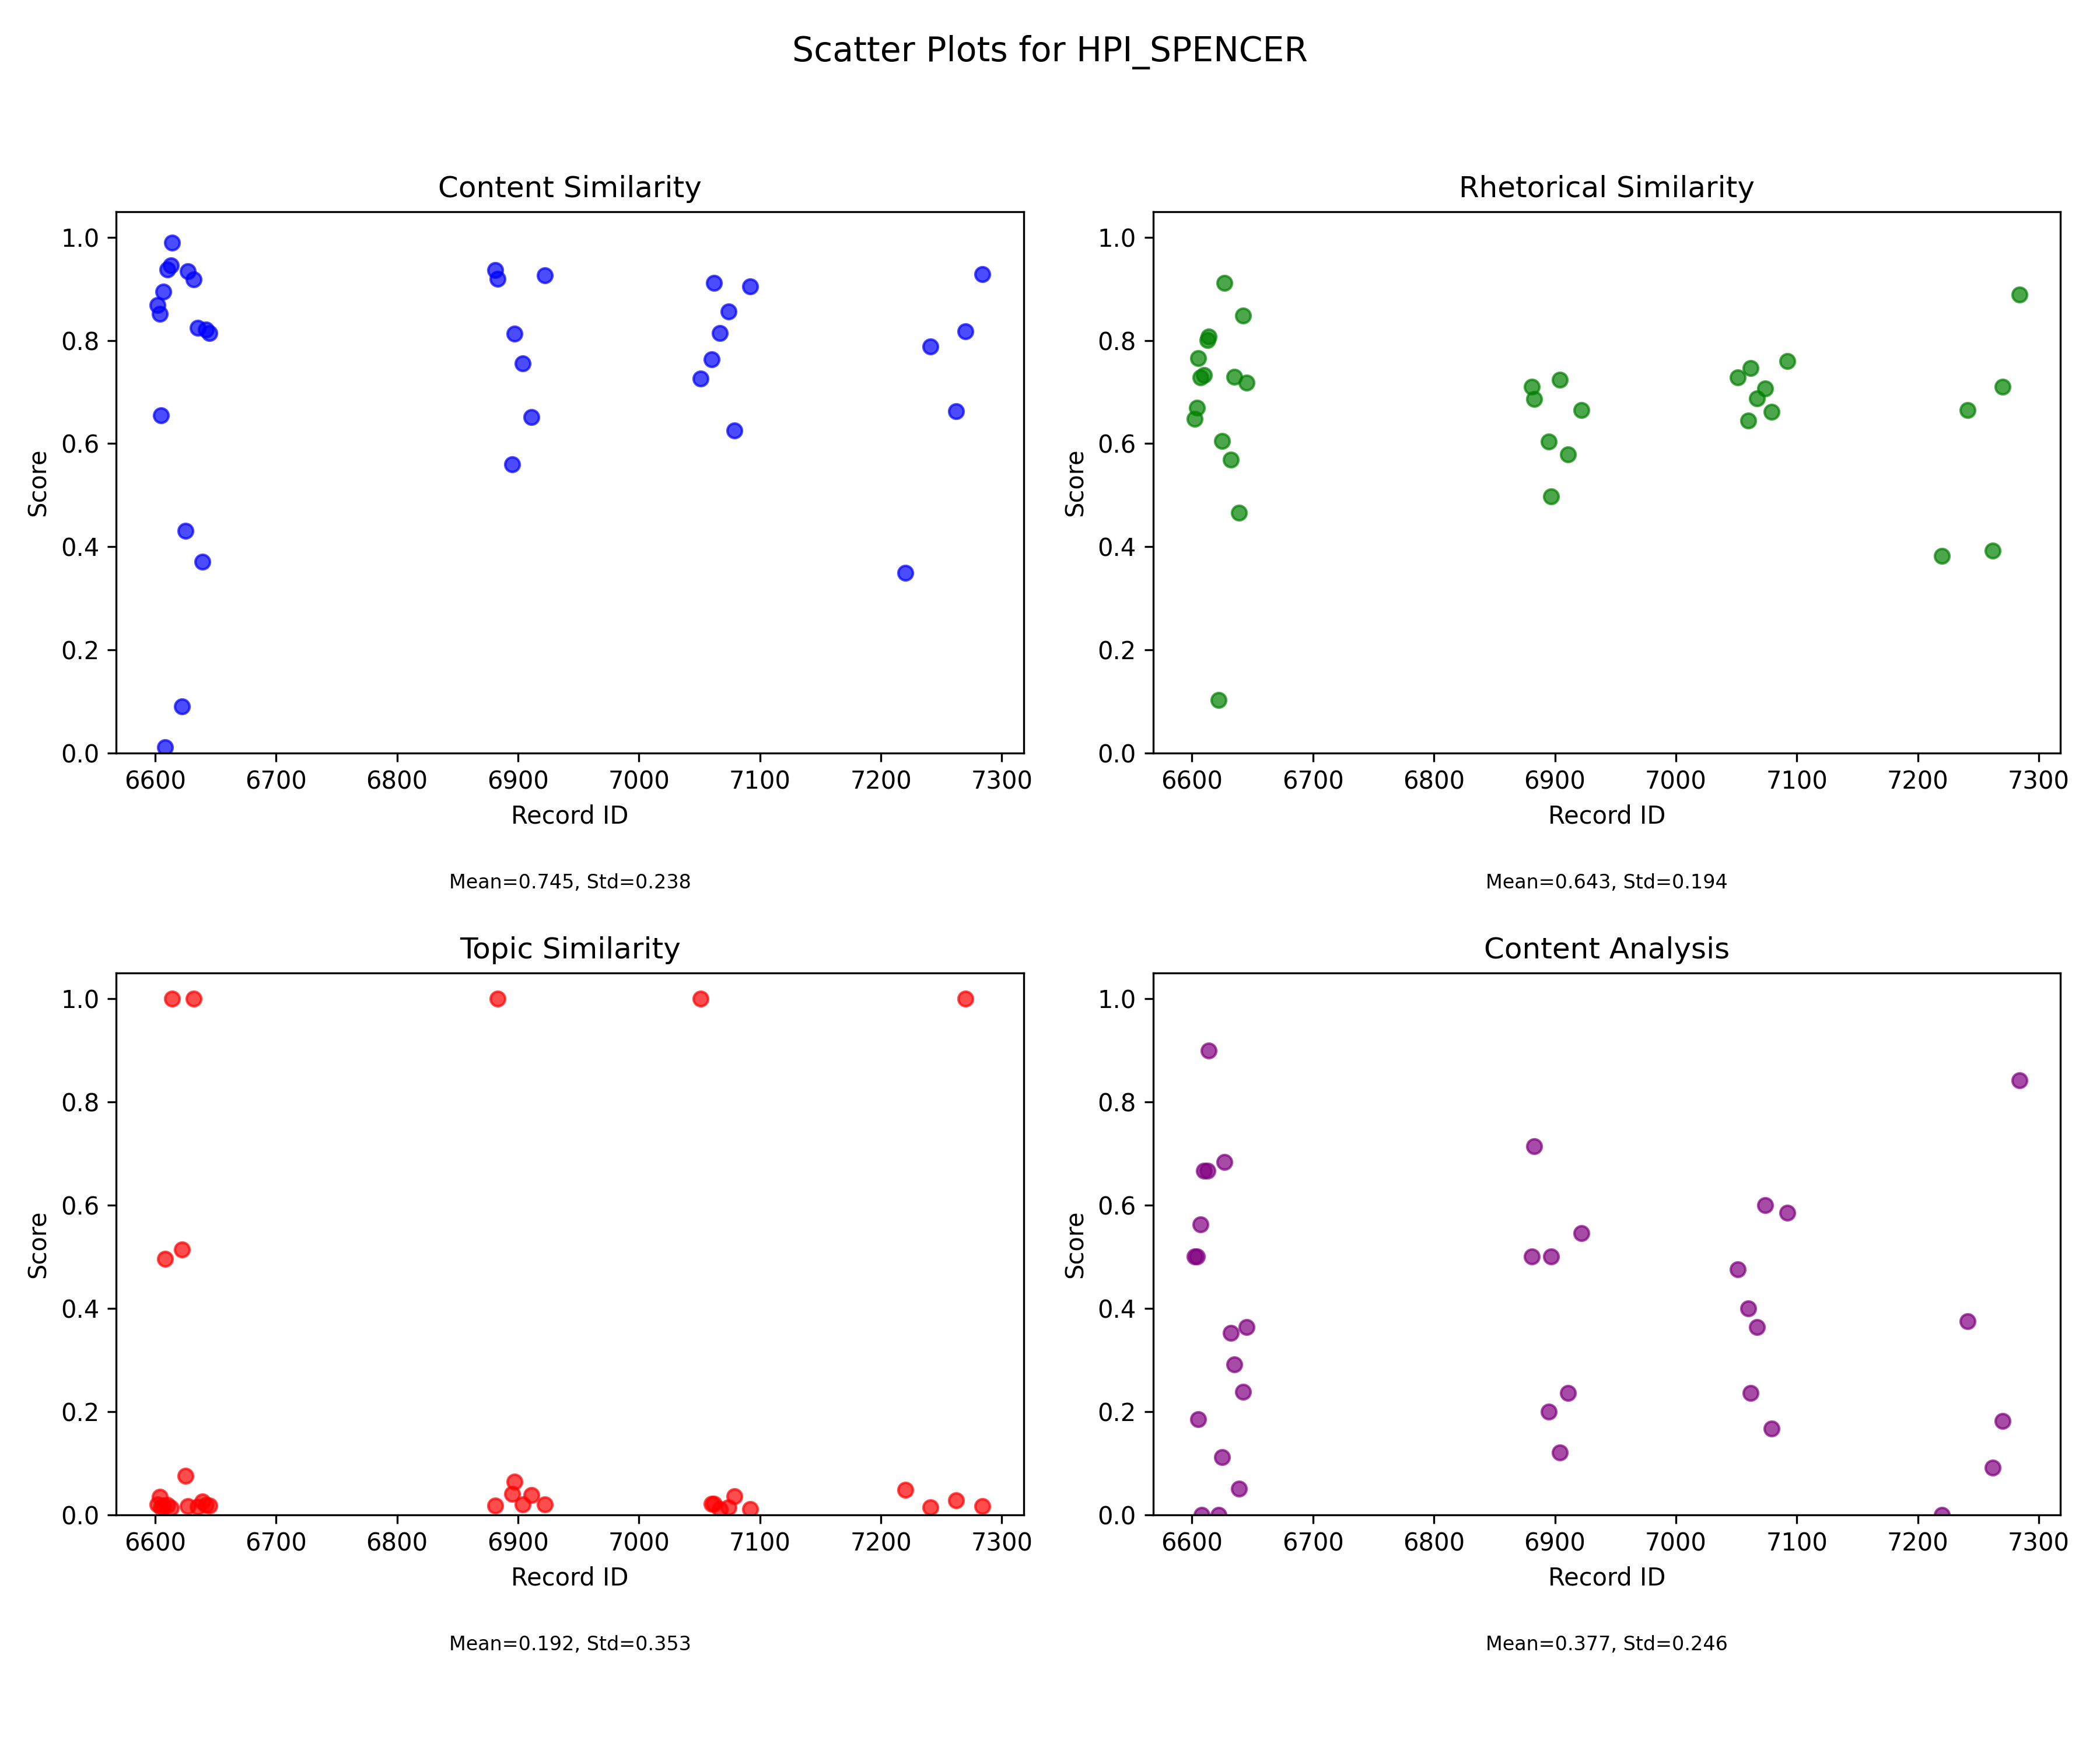 Scatter Plots for HPI_SPENCER
Content Similarity
1.0
0.8
0.6
0.4
0.2
0.0
Score
6600 6700 6800 6900 7000 7100 7200 7300
Record ID
Mean=0.745, Std=0.238
Rhetorical Similarity
1.0
0.8
0.6
0.4
0.2
0.0
Score
6600 6700 6800 6900 7000 7100 7200 7300
Record ID
Mean=0.643, Std=0.194
Topic Similarity
1.0
0.8
0.6
0.4
0.2
0.0
Score
6600 6700 6800 6900 7000 7100 7200 7300
Record ID
Mean=0.192, Std=0.353
Content Analysis
1.0
0.8
0.6
0.4
0.2
0.0
Score
6600 6700 6800 6900 7000 7100 7200 7300
Record ID
Mean=0.377, Std=0.246